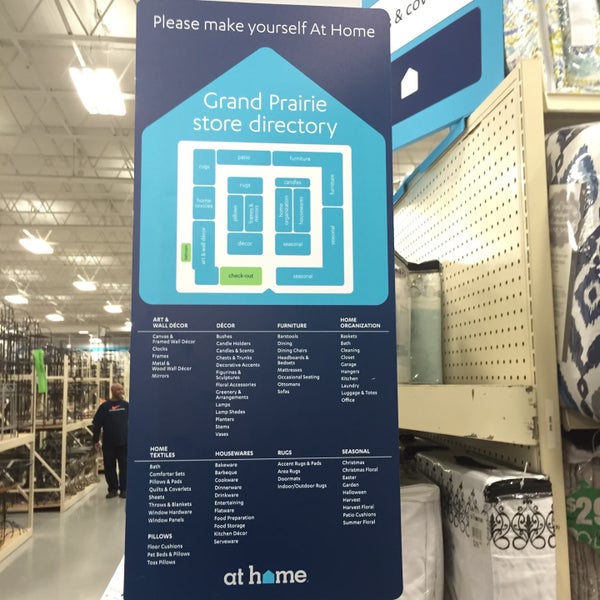 Please make yourself At Home
& COV
Grand Prairie
store directory
patio
furniture
rugs
rugs
candles
furniture
home textiles
pillows
home organization
housewares
art & wall décor
decor
seasonal
seasonal
check-out
seasonal
ART &
WALL DÉCOR
Canvas &
Framed Wall Décor
Clocks
Frames
Metal &
Wood Wall Décor
Mirrors
DÉCOR
Bushes
Candle Holders
Candles & Scents
Chests & Trunks
Decorative Accents
Figurines &
Sculptures
Floral Accessories
Greenery &
Arrangements
Lamps
Lamp Shades
Planters
Stems
Vases
FURNITURE
Barstools
Dining
Dining Chairs
Headboards &
Bedsets
Mattresses
Occasional Seating
Ottomans
Sofas
HOME
ORGANIZATION
Baskets
Bath
Cleaning
Closet
Garage
Hangers
Kitchen
Laundry
Luggage & Totes
Office
HOME
TEXTILES
Bath
Comforter Sets
Pillows & Pads
Quilts & Coverlets
Sheets
Throws & Blankets
Window Hardware
Window Panels
PILLOWS
Floor Cushions
Pet Beds & Pillows
Toss Pillows
HOUSEWARES
Bakeware
Barbeque
Cookware
Dinnerware
Drinkware
Entertaining
Flatware
Food Preparation
Food Storage
Kitchen Décor
Serveware
RUGS
Accent Rugs & Pads
Area Rugs
Doormats
Indoor/Outdoor Rugs
SEASONAL
Christmas
Christmas Floral
Easter
Garden
Halloween
Harvest
Harvest Floral
Patio Cushions
Summer Floral
at home
$29